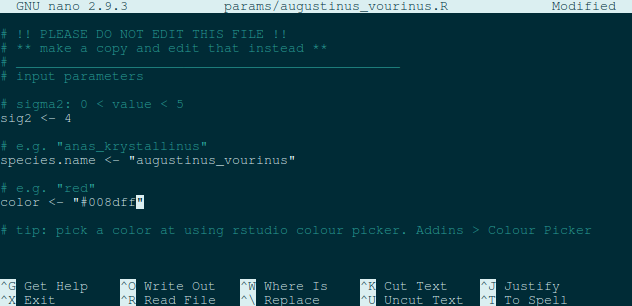 GNU nano 2.9.3 params/augustinus_vourinus.R Modified
# !! PLEASE DO NOT EDIT THIS FILE !!
# ** make a copy and edit that instead **
# ___________________________________________________
# input parameters
# sigma2: 0 < value < 5
sig2 <- 4
# e.g. "anas_krystallinus"
species.name <- "augustinus_vourinus"
# e.g. "red"
color <- "#008dff"
# tip: pick a color at using rstudio colour picker. Addins > Colour Picker
^G Get Help ^O Write Out ^W Where Is ^K Cut Text ^J Justify
^X Exit ^R Read File ^\ Replace ^U Uncut Text ^T To Spell